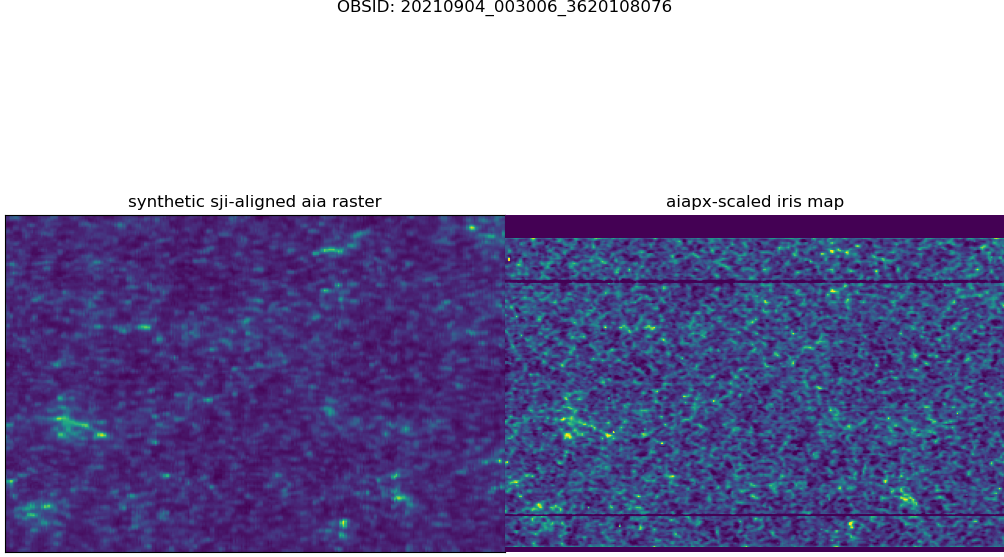 OBSID: 20210904_003006_3620108076
synthetic sji-aligned aia raster
aiapx-scaled iris map